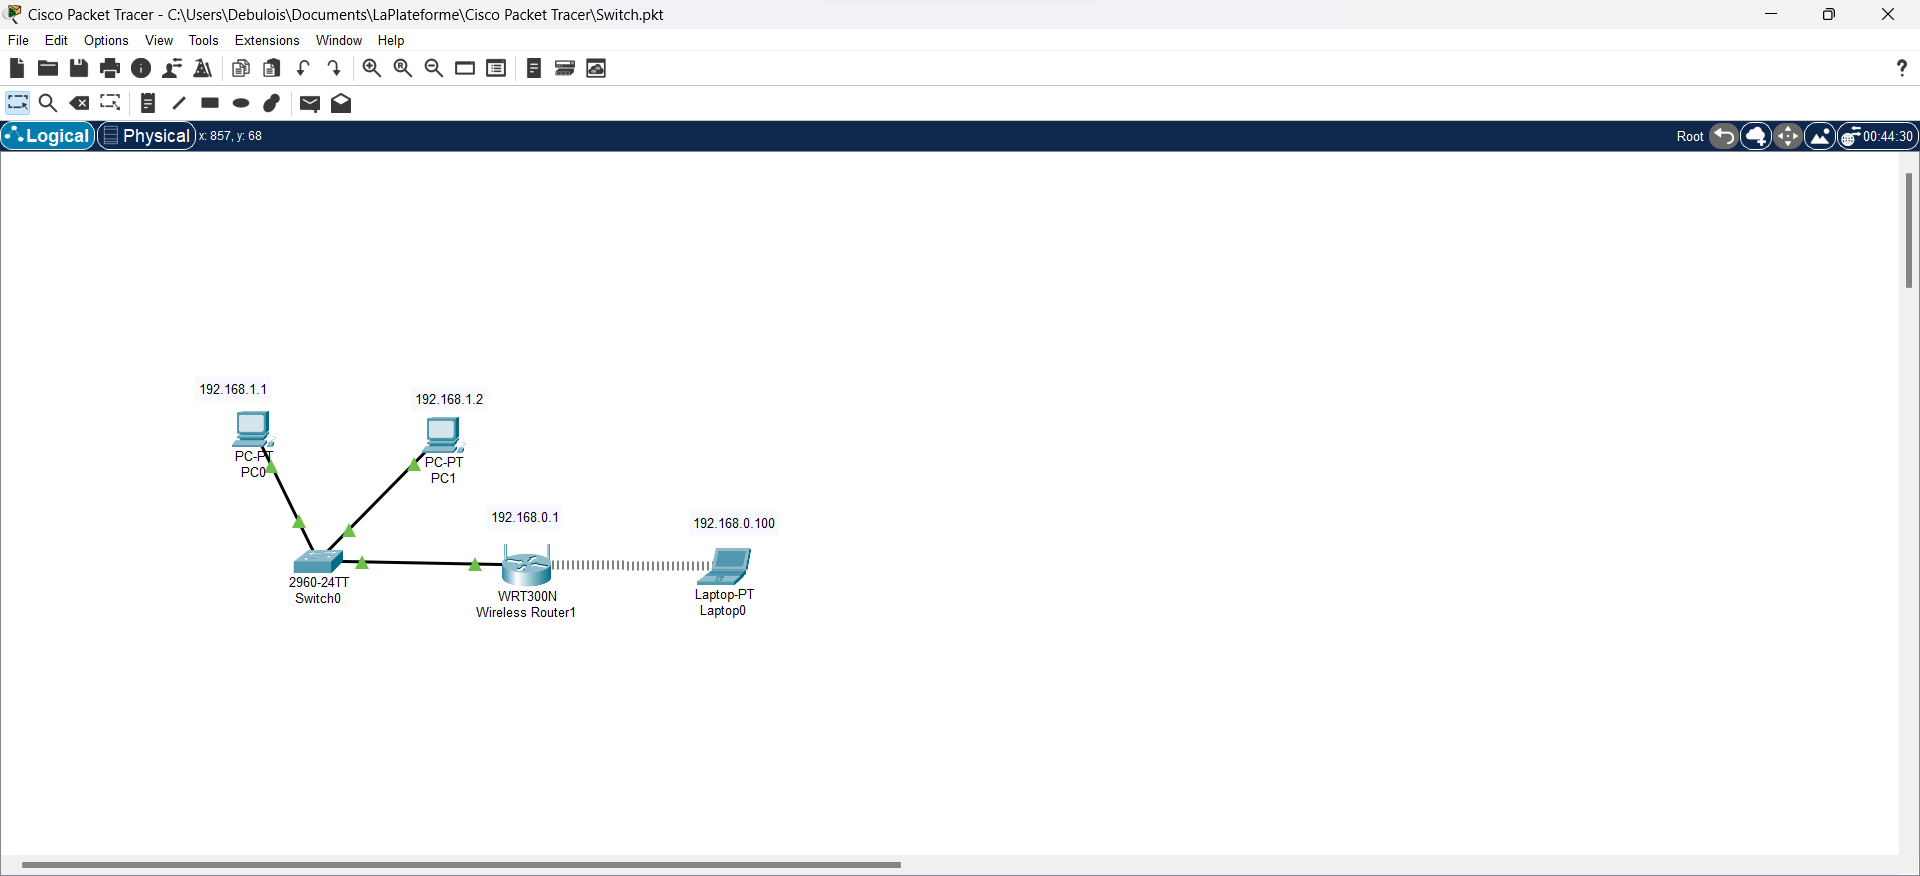 Cisco Packet Tracer - C:\Users\Debulois\Documents\LaPlateforme\Cisco Packet Tracer\Switch.pkt
File Edit Options View Tools Extensions Window Help
Logical Physical x: 857, y: 68 Root 00:44:30
192.168.1.1
192.168.1.2
PC-PT
PC0
PC-PT
PC1
192.168.0.1
192.168.0.100
2960-24TT
Switch0
WRT300N
Wireless Router1
Laptop-PT
Laptop0